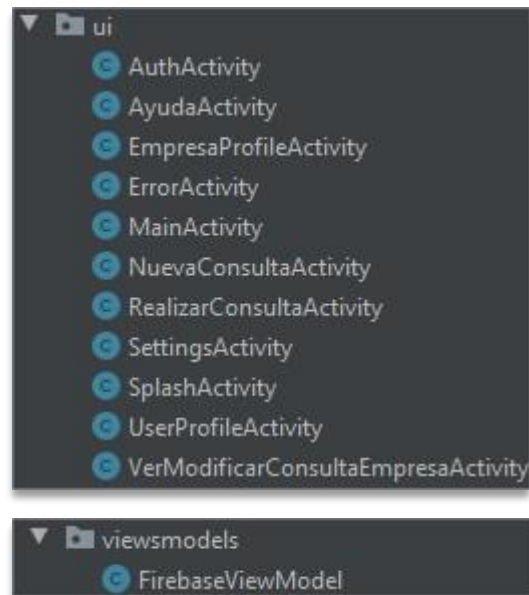 ui
AuthActivity
AyudaActivity
EmpresaProfileActivity
ErrorActivity
MainActivity
NuevaConsultaActivity
RealizarConsultaActivity
SettingsActivity
SplashActivity
UserProfileActivity
VerModificarConsultaEmpresaActivity
viewsmodels
FirebaseViewModel